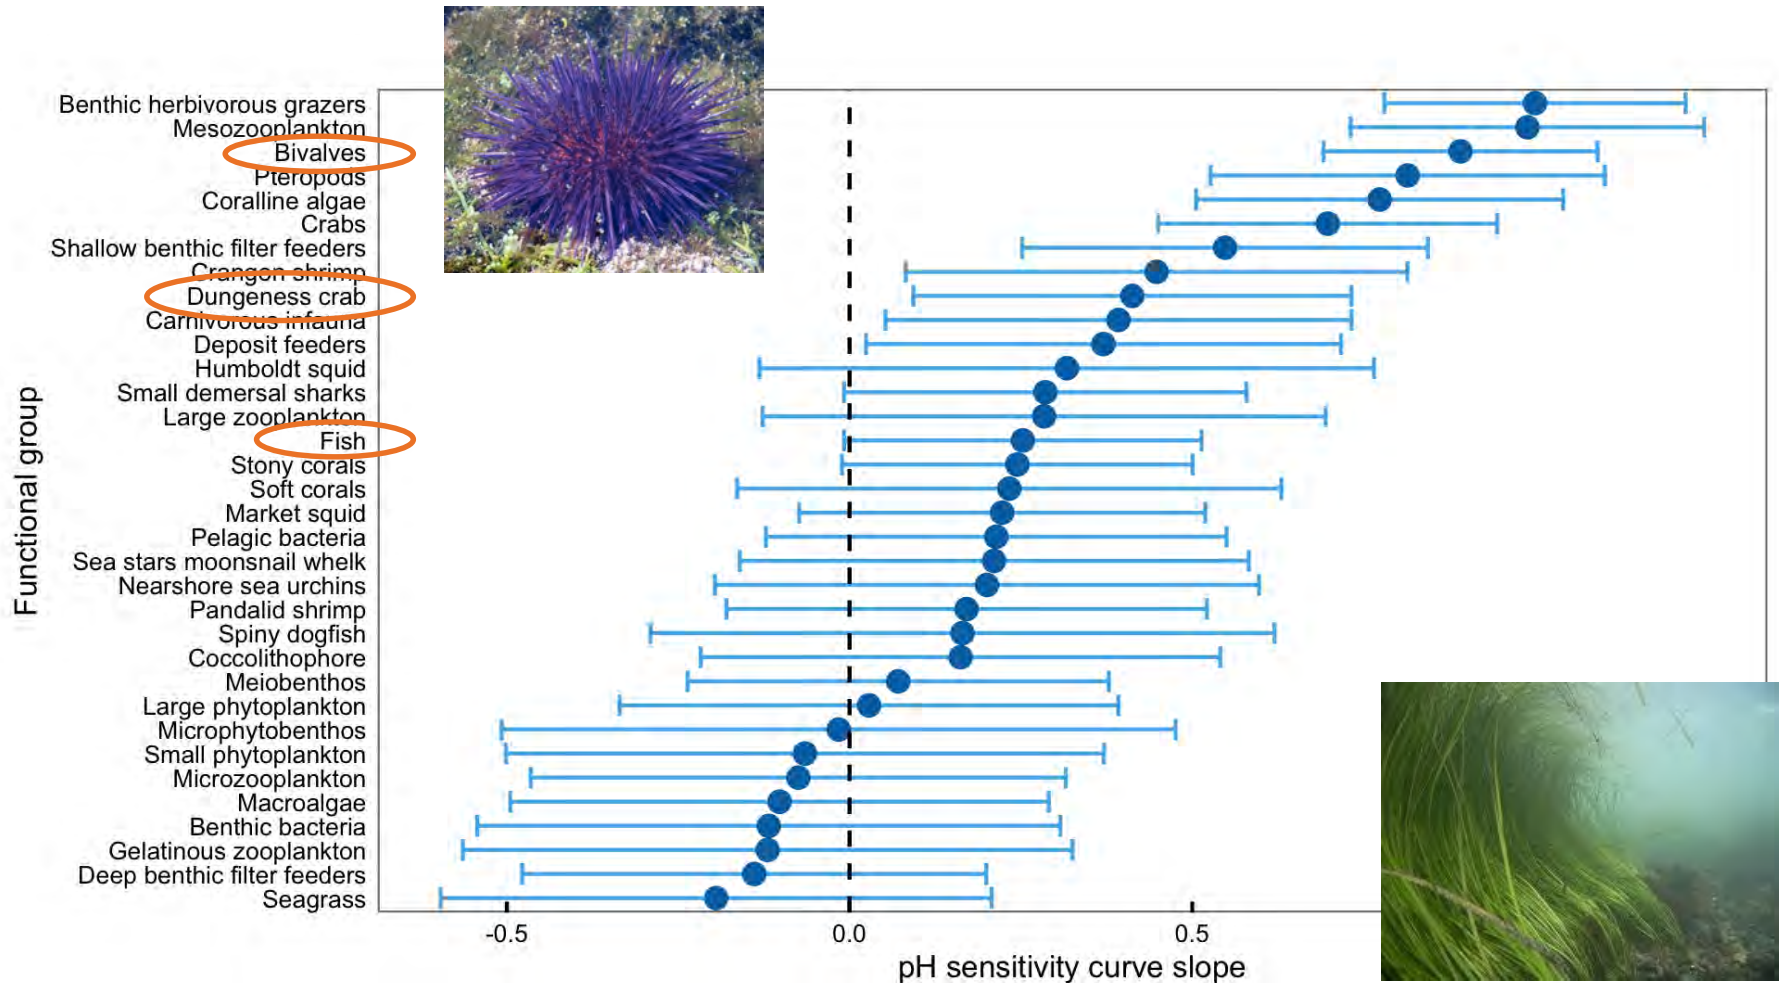 Benthic herbivorous grazers
Mesozooplankton
Bivalves
Pteropods
Coralline algae
Crabs
Shallow benthic filter feeders
Crangon shrimp
Dungeness crab
Carnivorous infauna
Deposit feeders
Humboldt squid
Small demersal sharks
Large zooplankton
Fish
Stony corals
Soft corals
Market squid
Pelagic bacteria
Sea stars moonsnail whelk
Nearshore sea urchins
Pandalid shrimp
Spiny dogfish
Coccolithophore
Meiobenthos
Large phytoplankton
Microphytobenthos
Small phytoplankton
Microzooplankton
Macroalgae
Benthic bacteria
Gelatinous zooplankton
Deep benthic filter feeders
Seagrass
Functional group
-0.5
0.0
0.5
pH sensitivity curve slope